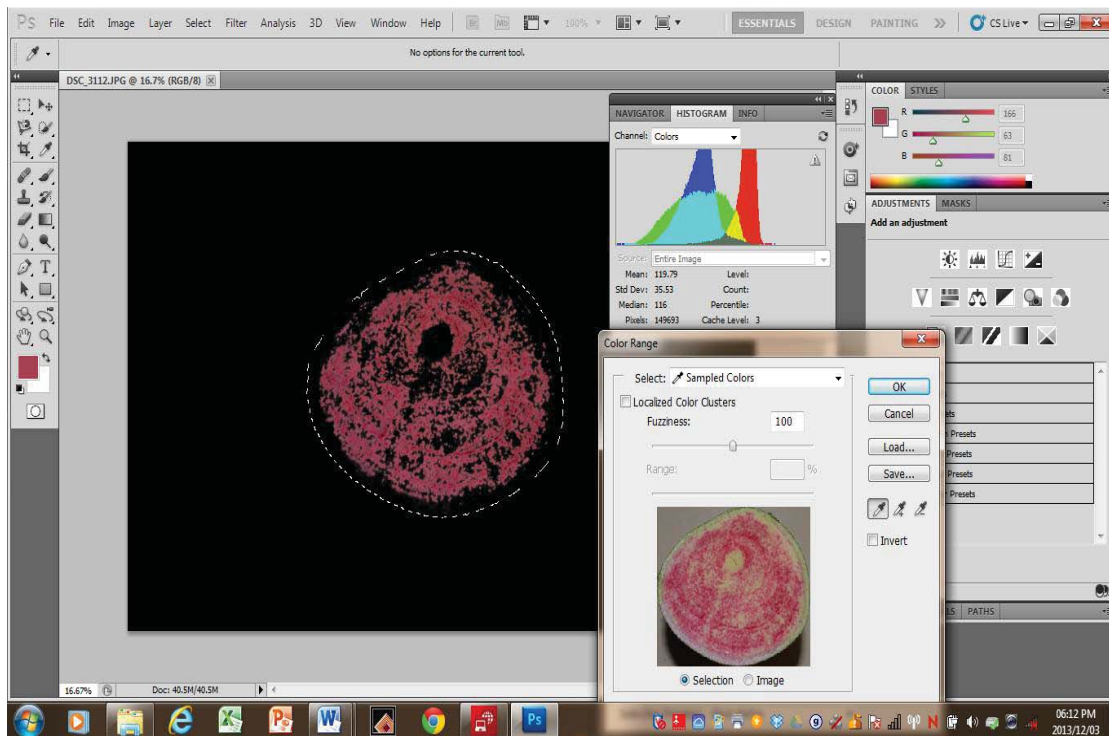 Ps File Edit Image Layer Select Filter Analysis 3D View Window Help Br Mb 100% ESSENTIALS DESIGN PAINTING CS Live
No options for the current tool.
DSC_3112.JPG @ 16.7% (RGB/8)
NAVIGATOR HISTOGRAM INFO
Channel: Colors
Source: Entire Image
Mean: 119.79 Level:
Std Dev: 35.53 Count:
Median: 116 Percentile:
Pixels: 149693 Cache Level: 3
COLOR STYLES
R 166
G 63
B 81
ADJUSTMENTS MASKS
Add an adjustment
Presets
Presets
Presets
Presets
PATHS
Color Range
Select: Sampled Colors
Localized Color Clusters
Fuzziness: 100
Range: %
Selection Image
OK
Cancel
Load...
Save...
Invert
16.67% Doc: 40.5M/40.5M
Ps
06:12 PM
2013/12/03